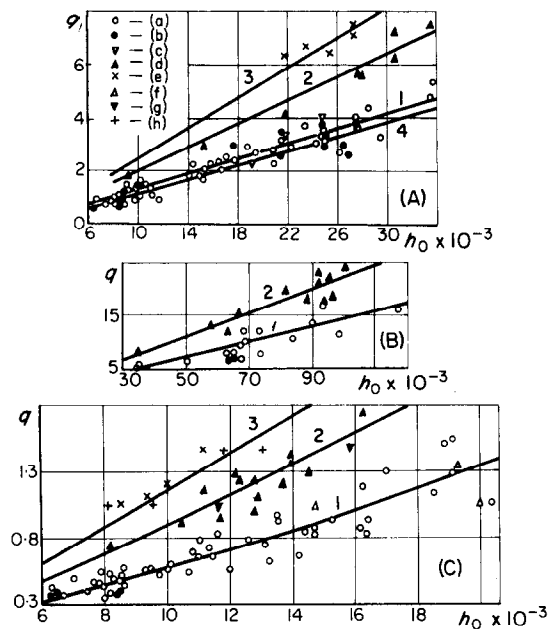 q
8
6
4
2
0
— (a)
— (b)
— (c)
— (d)
— (e)
— (f)
— (g)
— (h)
3
2
1
4
(A)
6 10 14 18 22 26 30
h₀ × 10⁻³
q
15
5
2
1
(B)
30 50 70 90
h₀ × 10⁻³
q
1.3
0.8
0.3
3
2
1
(C)
6 8 10 12 14 16 18
h₀ × 10⁻³